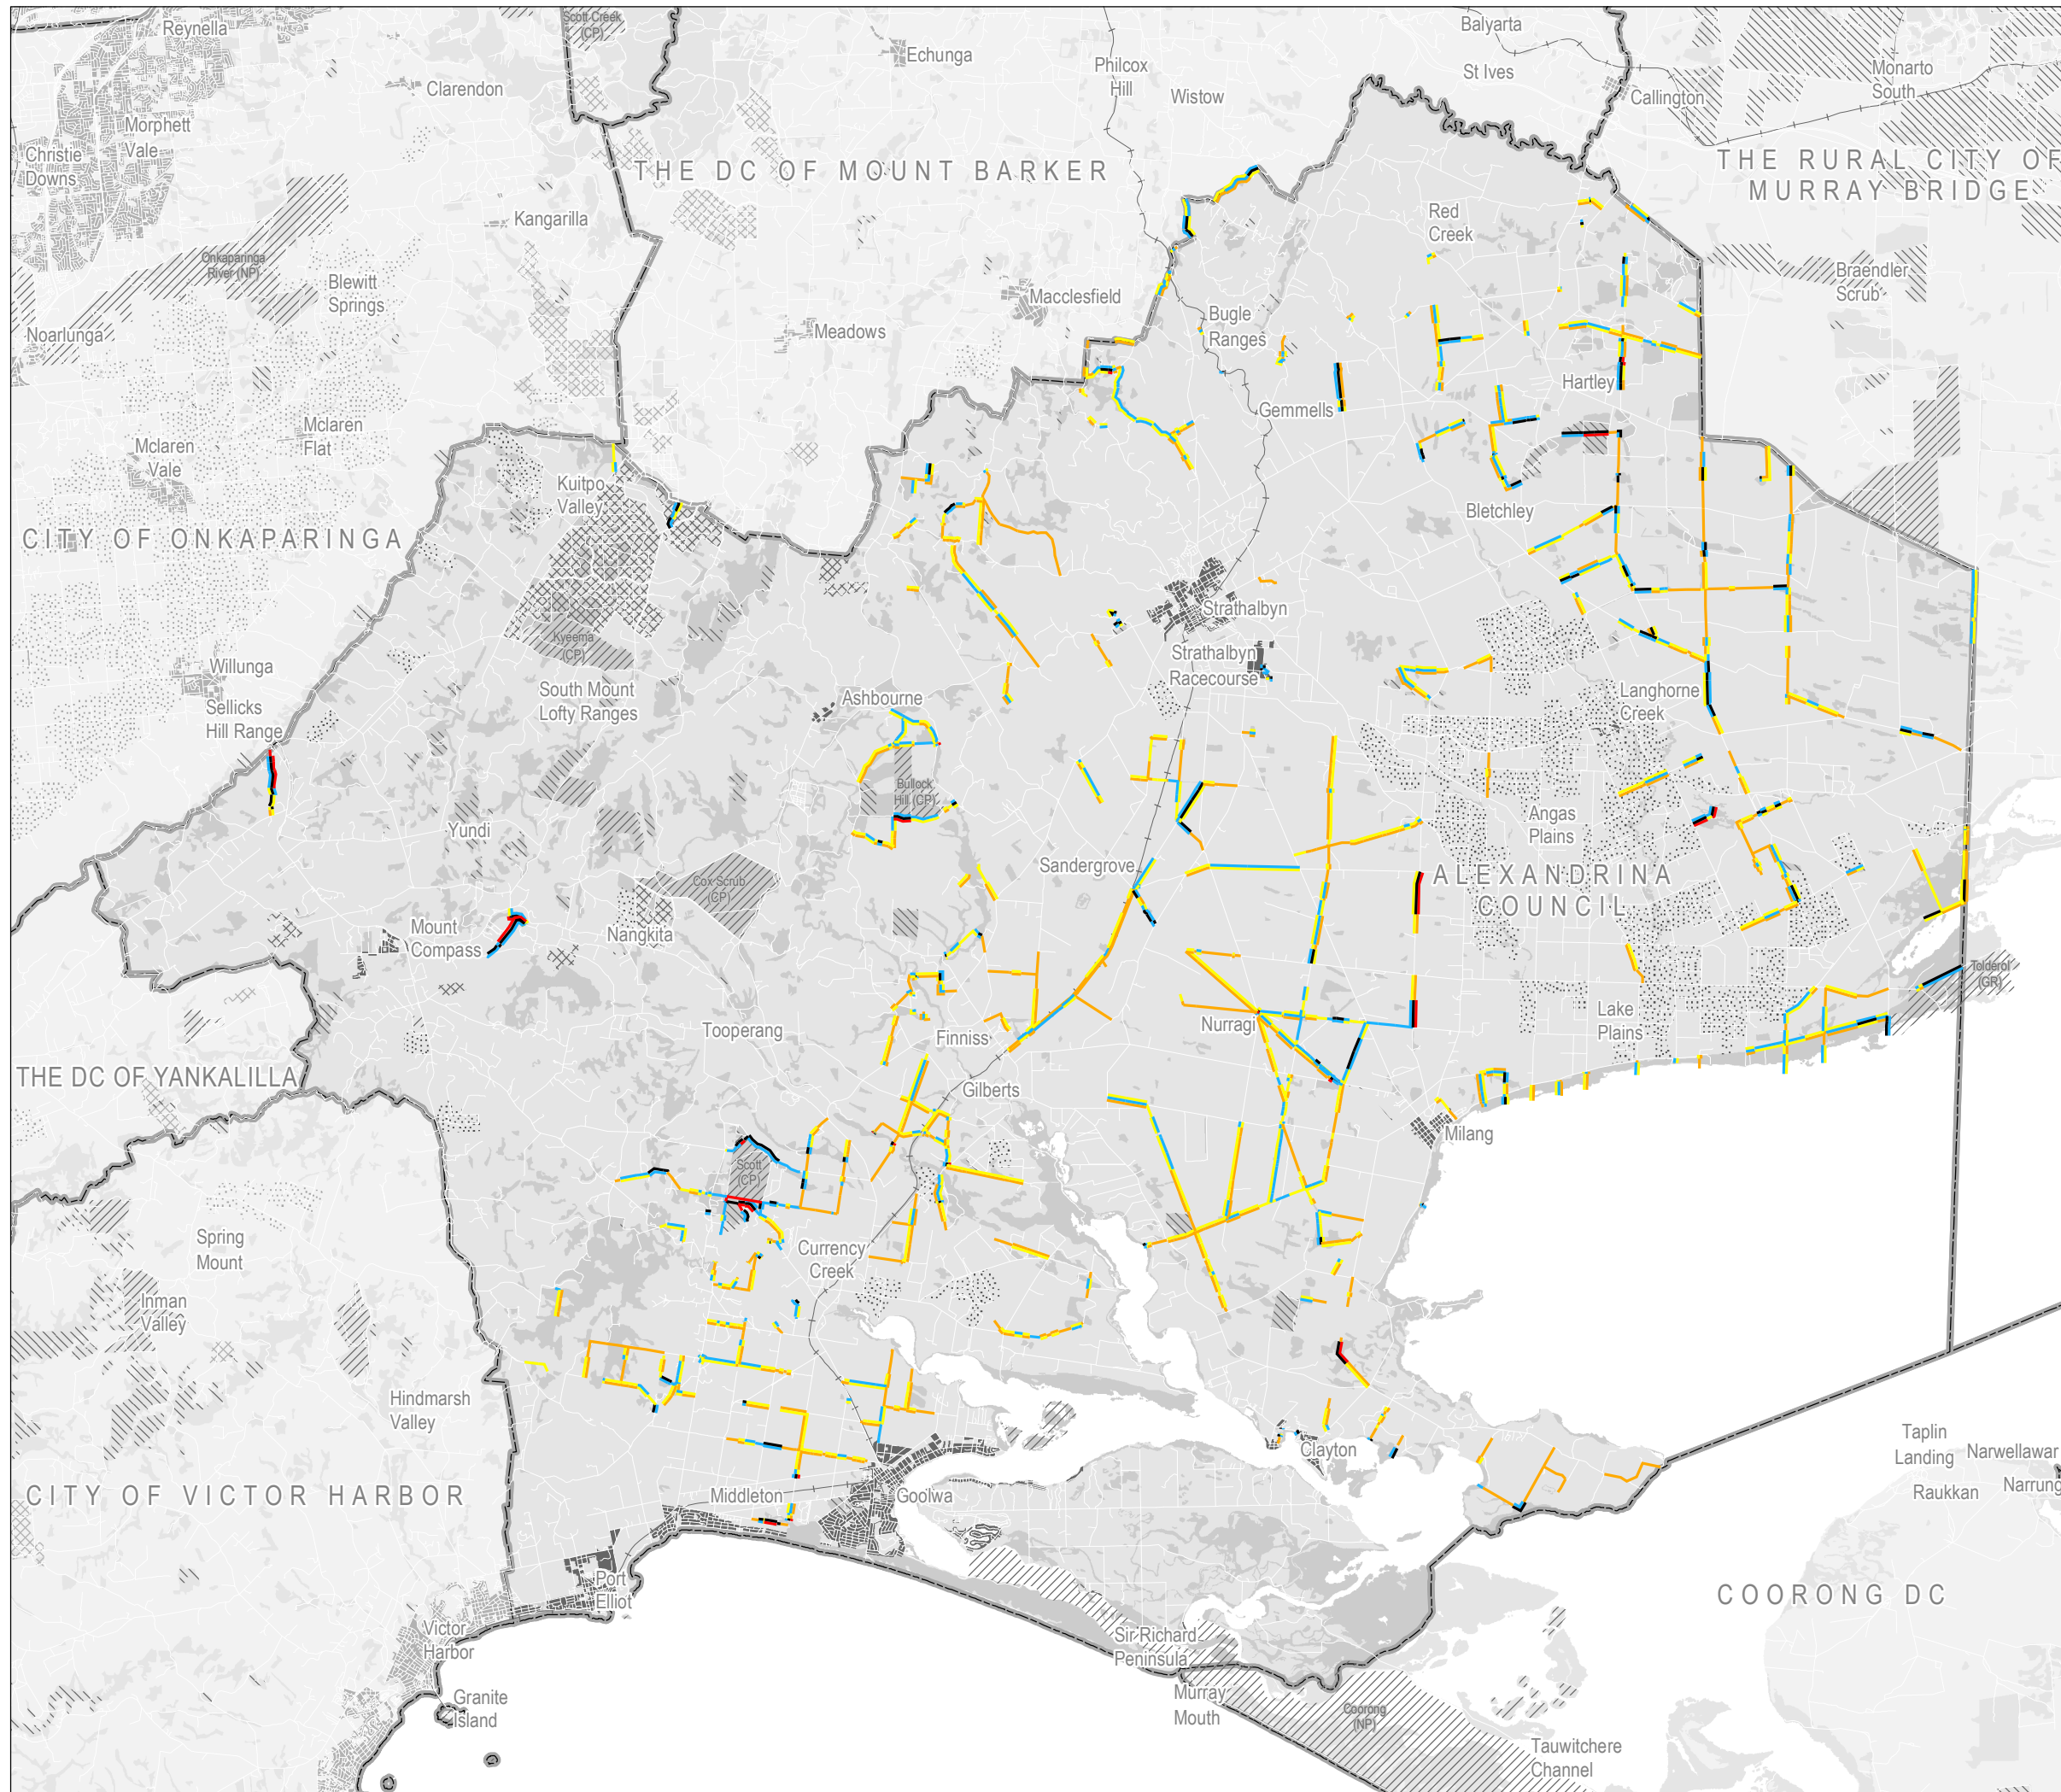 Reynella
Scott Creek
(CP)
Echunga
Balyarta
Philcox
Hill
St Ives
Monarto
South
Clarendon
Wistow
Callington
Morphett
Vale
Christie
Downs
THE DC OF MOUNT BARKER
THE RURAL CITY OF
MURRAY BRIDGE
Kangarilla
Red
Creek
Onkaparinga
River (NP)
Blewitt
Springs
Braendler
Scrub
Macclesfield
Noarlunga
Meadows
Bugle
Ranges
Hartley
Gemmells
Mclaren
Flat
Mclaren
Vale
Kuitpo
Valley
Bletchley
CITY OF ONKAPARINGA
Strathalbyn
Kyeema
(CP)
Strathalbyn
Racecourse
Willunga
Sellicks
Hill Range
South Mount
Lofty Ranges
Ashbourne
Langhorne
Creek
Bullock
Hill (CP)
Yundi
Angas
Plains
Sandergrove
ALEXANDRINA
COUNCIL
Cox Scrub
(CP)
Mount
Compass
Nangkita
Tolderol
(GR)
Lake
Plains
Tooperang
Finniss
Nurragi
THE DC OF YANKALILLA
Gilberts
Milang
Scott
(CP)
Spring
Mount
Currency
Creek
Inman
Valley
Hindmarsh
Valley
Taplin
Landing
Narwellawar
Clayton
Raukkan
Narrung
CITY OF VICTOR HARBOR
Middleton
Goolwa
Port
Elliot
COORONG DC
Victor
Harbor
Sir Richard
Peninsula
Granite
Island
Murray
Mouth
Coorong
(NP)
Tauwitchere
Channel